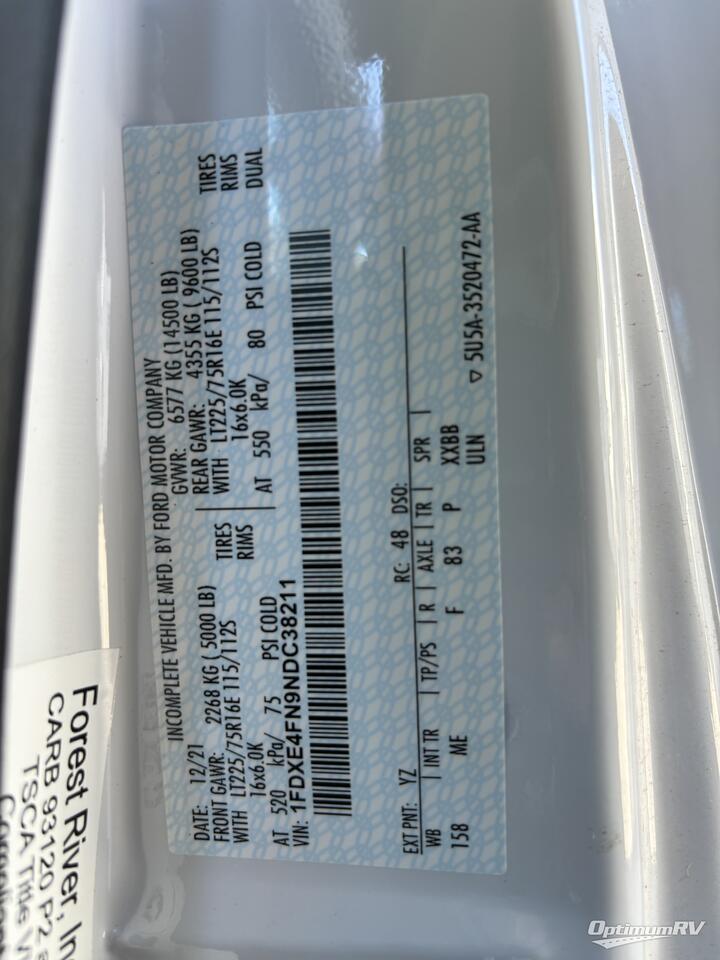 INCOMPLETE VEHICLE MFD. BY FORD MOTOR COMPANY
DATE: 12/21 GVWR: 6577 KG (14500 LB)
FRONT GAWR: 2268 KG (5000 LB) REAR GAWR: 4355 KG ( 9600 LB)
WITH LT225/75R16E 115/112S TIRES WITH LT225/75R16E 115/112S TIRES
16x6.0K RIMS 16x6.0K RIMS
AT 520 kPa/ 75 PSI COLD AT 550 kPa/ 80 PSI COLD DUAL
VIN: 1FDXE4FN9NDC38211
EXT PNT: YZ RC: 48 DSO:
WB INT TR TP/PS R AXLE TR SPR
158 ME F 83 P XXBB
ULN
▽ 5U5A-3520472-AA
Forest River, In
CARB 93120 P2
TSCA Title V
OptimumRV